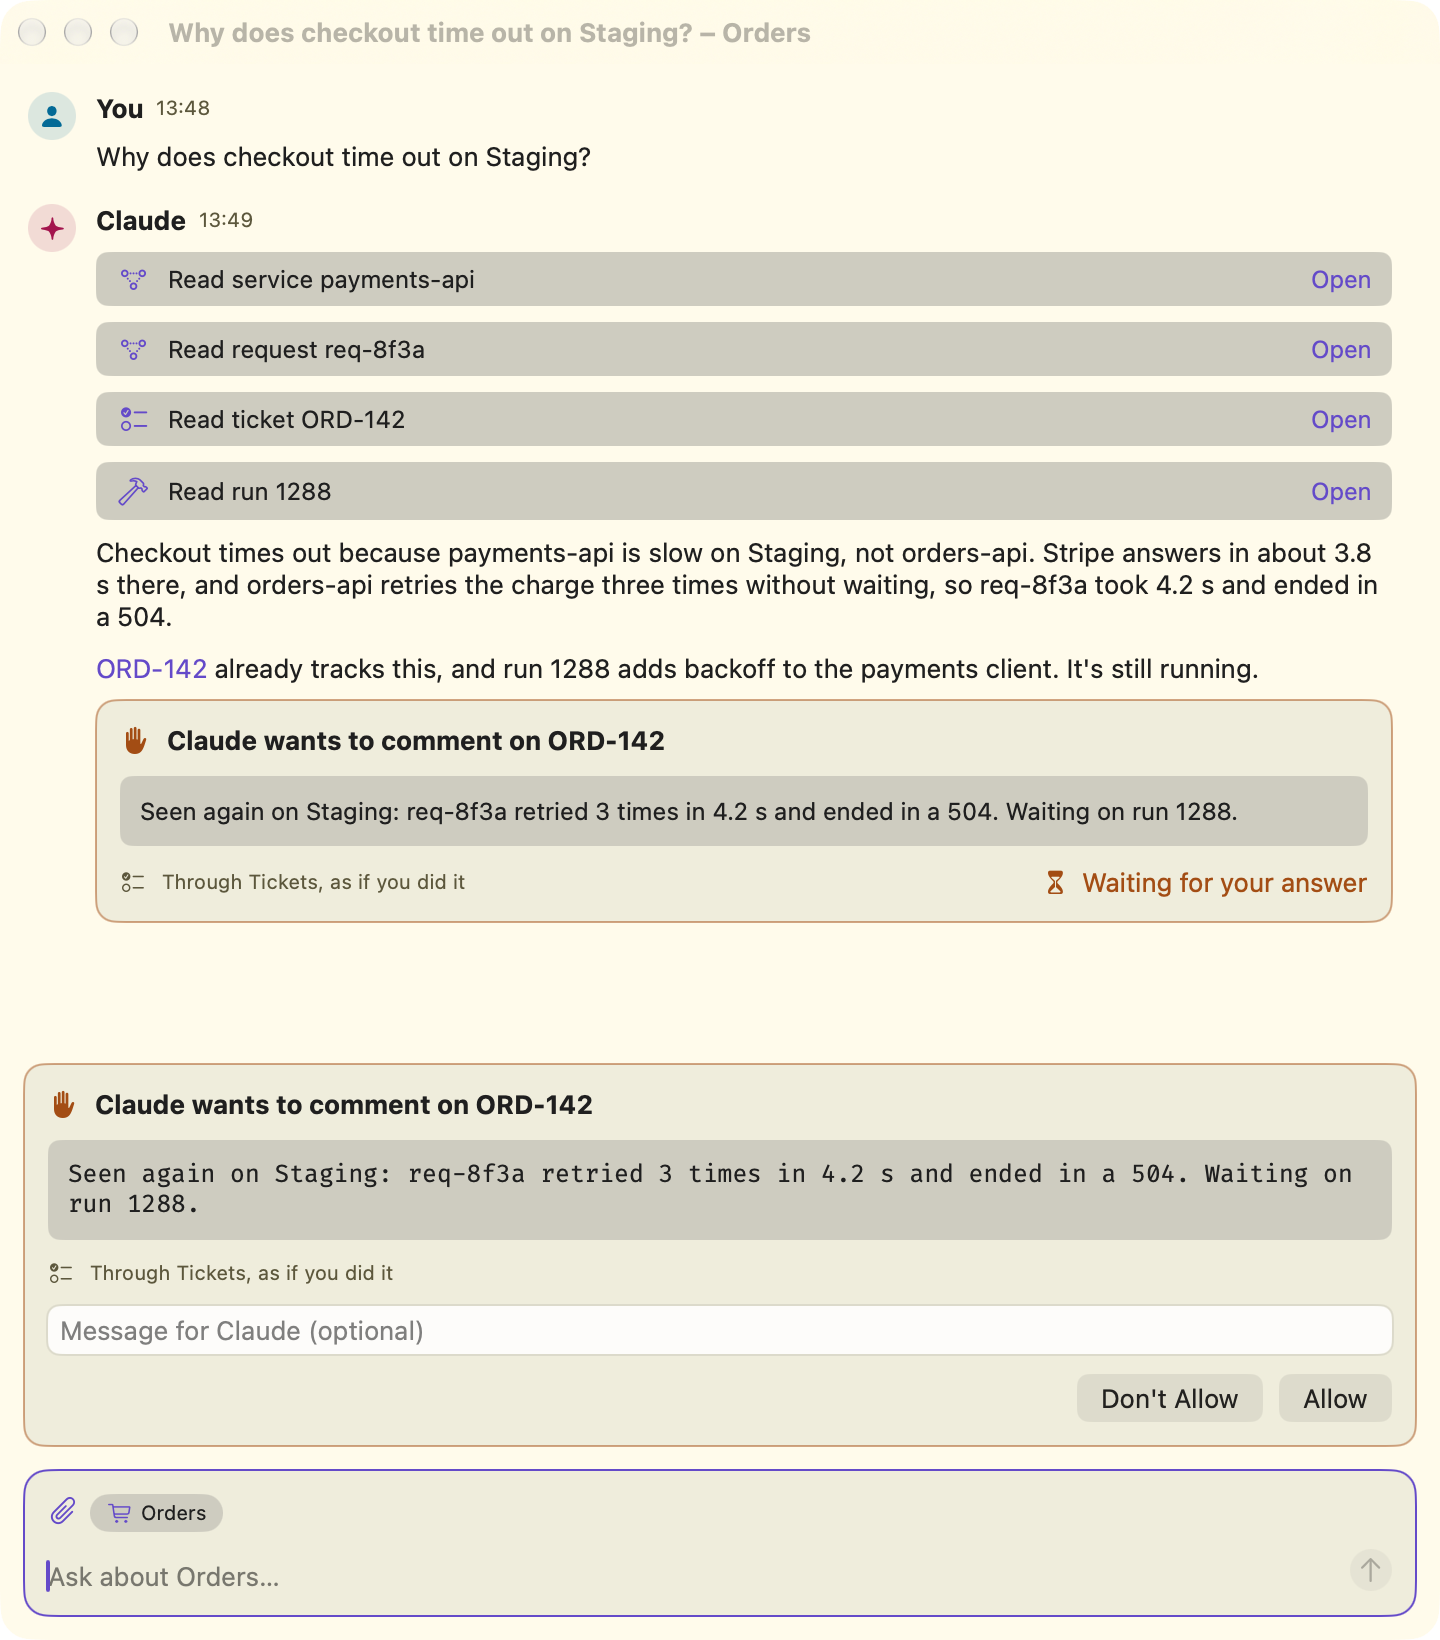 Why does checkout time out on Staging? – Orders
You 13:48
Why does checkout time out on Staging?
Claude 13:49
Read service payments-api Open
Read request req-8f3a Open
Read ticket ORD-142 Open
Read run 1288 Open
Checkout times out because payments-api is slow on Staging, not orders-api. Stripe answers in about 3.8
s there, and orders-api retries the charge three times without waiting, so req-8f3a took 4.2 s and ended in
a 504.
ORD-142 already tracks this, and run 1288 adds backoff to the payments client. It's still running.
Claude wants to comment on ORD-142
Seen again on Staging: req-8f3a retried 3 times in 4.2 s and ended in a 504. Waiting on run 1288.
Through Tickets, as if you did it Waiting for your answer
Claude wants to comment on ORD-142
Seen again on Staging: req-8f3a retried 3 times in 4.2 s and ended in a 504. Waiting on
run 1288.
Through Tickets, as if you did it
Message for Claude (optional)
Don't Allow Allow
Orders
Ask about Orders...